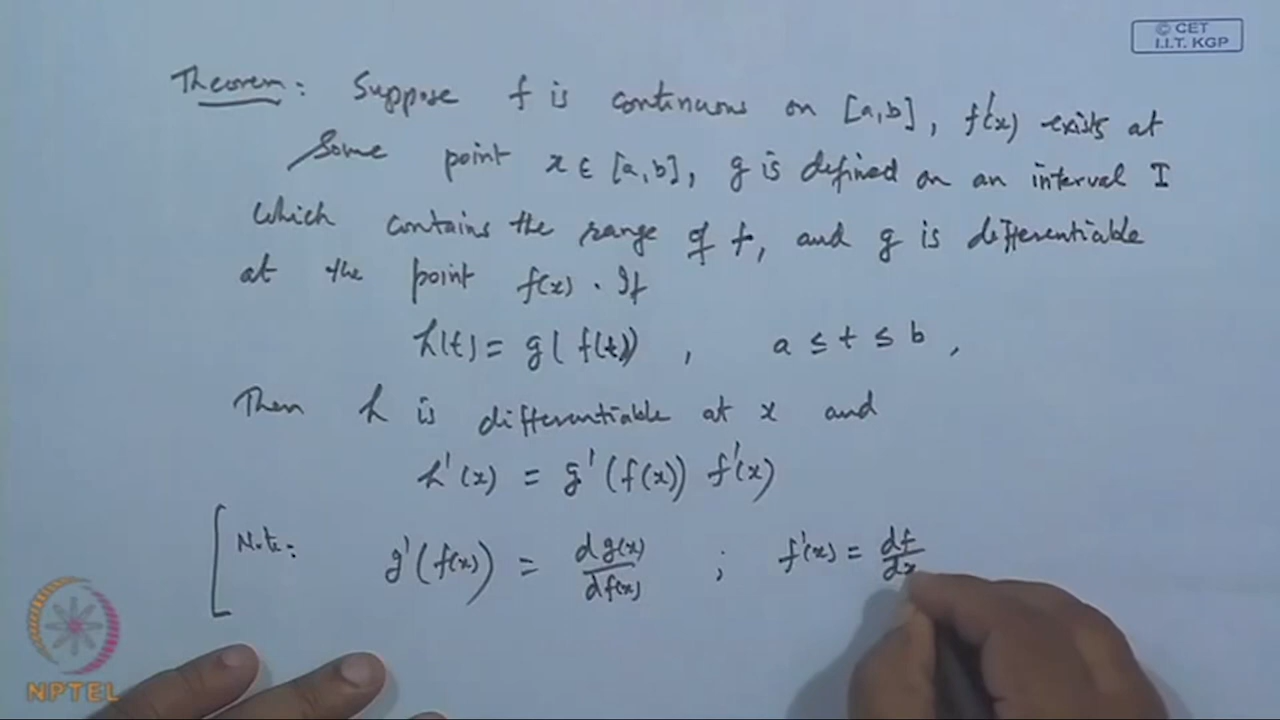 © CET
I.I.T. KGP
Theorem: Suppose f is continuous on [a,b], f'(x) exists at
Some point x ∈ [a,b], g is defined on an interval I
which contains the range of f, and g is differentiable
at the point f(x). If
h(t) = g(f(t)), a ≤ t ≤ b,
Then h is differentiable at x and
h'(x) = g'(f(x)) f'(x)
[Note: g'(f(x)) = dg(x)/df(x) ; f'(x) = df/dx
NPTEL